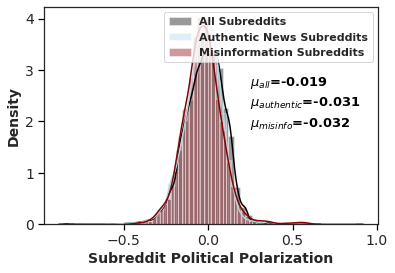 All Subreddits
Authentic News Subreddits
Misinformation Subreddits
μall=-0.019
μauthentic=-0.031
μmisinfo=-0.032
Density
4
3
2
1
0
−0.5 0.0 0.5 1.0
Subreddit Political Polarization